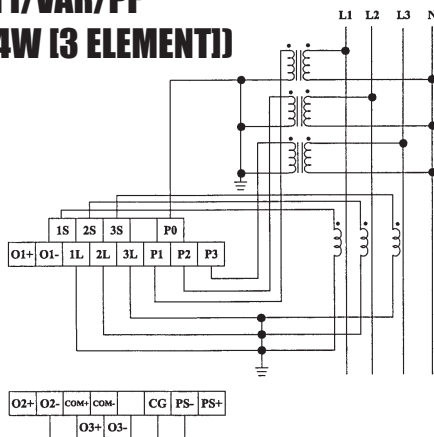 /VAR/PF
4W [3 ELEMENT])
L1 L2 L3 N
1S 2S 3S P0
O1+ O1- 1L 2L 3L P1 P2 P3
O2+ O2- COM+ COM- CG PS- PS+
O3+ O3-